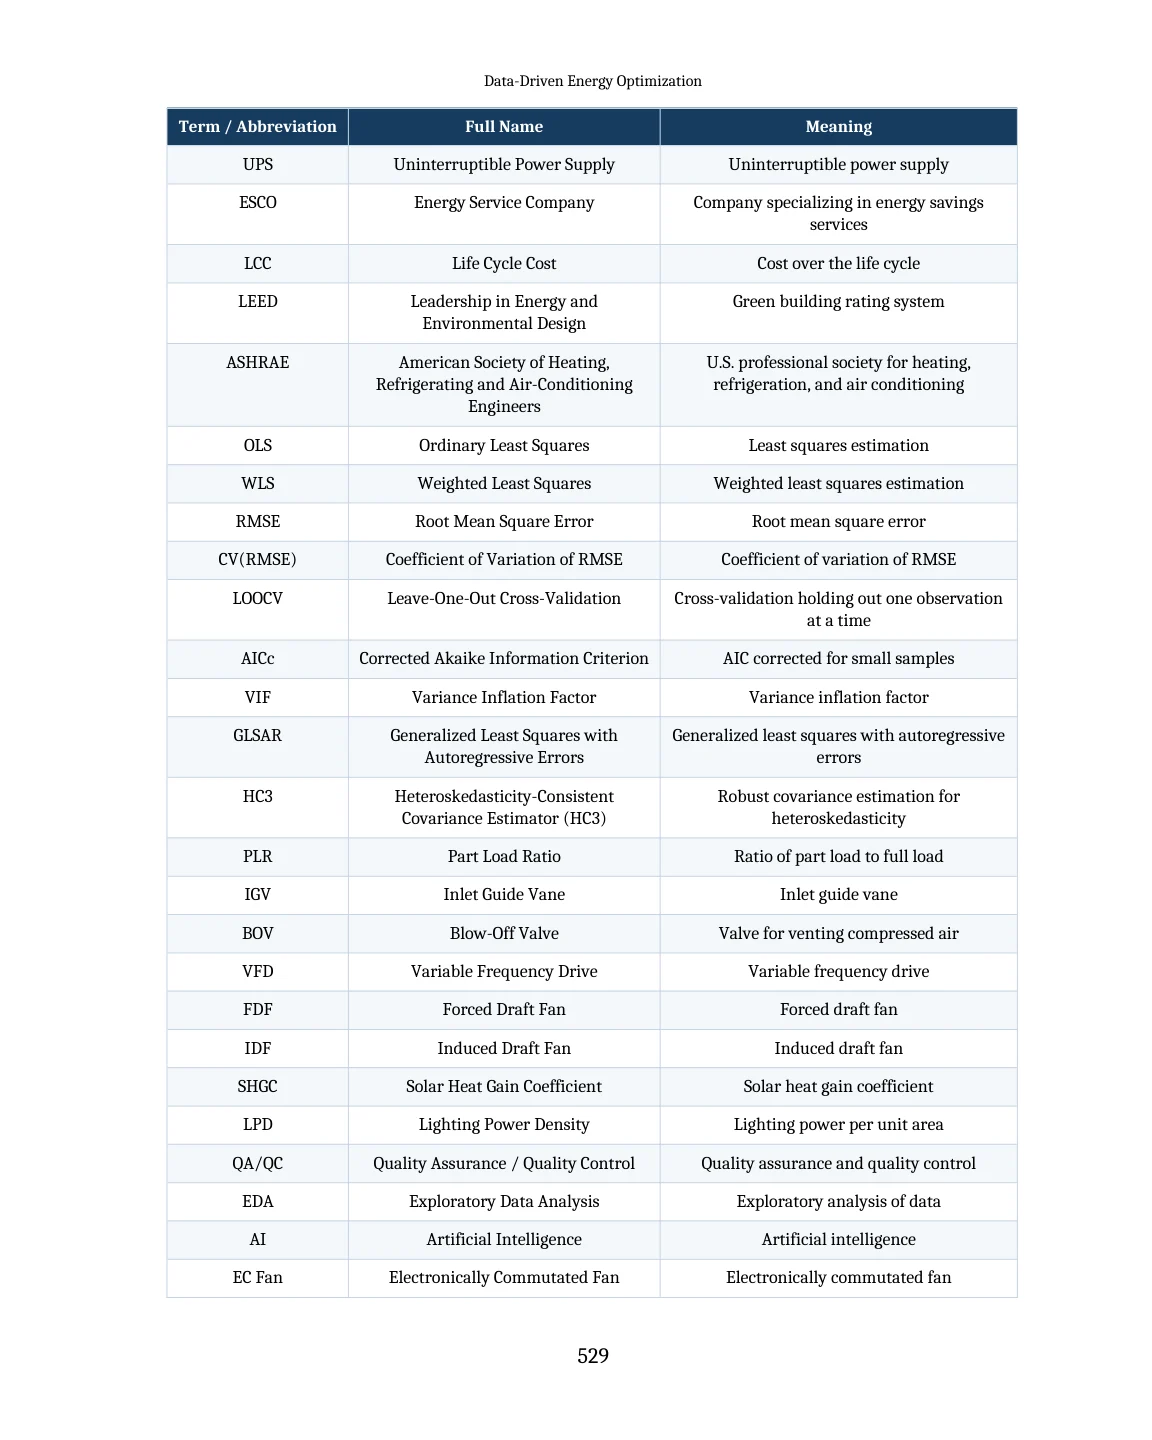 Data-Driven Energy Optimization
Term / Abbreviation Full Name Meaning
UPS Uninterruptible Power Supply Uninterruptible power supply
ESCO Energy Service Company Company specializing in energy savings
services
LCC Life Cycle Cost Cost over the life cycle
LEED Leadership in Energy and Green building rating system
Environmental Design
ASHRAE American Society of Heating, U.S. professional society for heating,
Refrigerating and Air-Conditioning refrigeration, and air conditioning
Engineers
OLS Ordinary Least Squares Least squares estimation
WLS Weighted Least Squares Weighted least squares estimation
RMSE Root Mean Square Error Root mean square error
CV(RMSE) Coefficient of Variation of RMSE Coefficient of variation of RMSE
LOOCV Leave-One-Out Cross-Validation Cross-validation holding out one observation
at a time
AICc Corrected Akaike Information Criterion AIC corrected for small samples
VIF Variance Inflation Factor Variance inflation factor
GLSAR Generalized Least Squares with Generalized least squares with autoregressive
Autoregressive Errors errors
HC3 Heteroskedasticity-Consistent Robust covariance estimation for
Covariance Estimator (HC3) heteroskedasticity
PLR Part Load Ratio Ratio of part load to full load
IGV Inlet Guide Vane Inlet guide vane
BOV Blow-Off Valve Valve for venting compressed air
VFD Variable Frequency Drive Variable frequency drive
FDF Forced Draft Fan Forced draft fan
IDF Induced Draft Fan Induced draft fan
SHGC Solar Heat Gain Coefficient Solar heat gain coefficient
LPD Lighting Power Density Lighting power per unit area
QA/QC Quality Assurance / Quality Control Quality assurance and quality control
EDA Exploratory Data Analysis Exploratory analysis of data
AI Artificial Intelligence Artificial intelligence
EC Fan Electronically Commutated Fan Electronically commutated fan
529